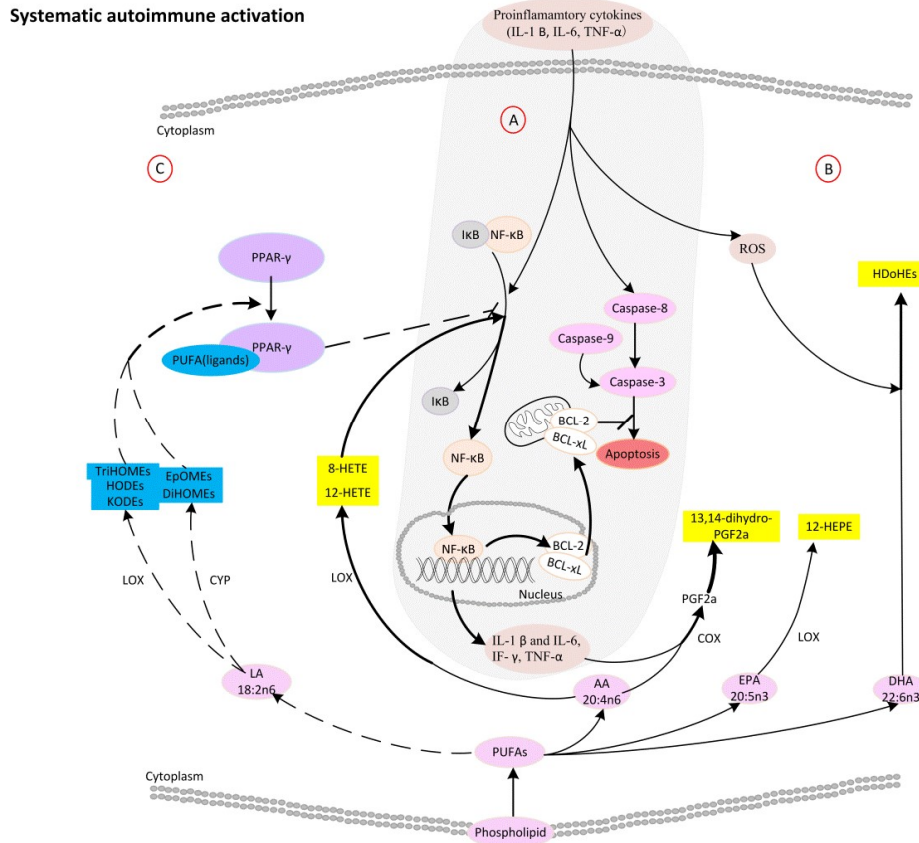 Systematic autoimmune activation
Proinflamamtory cytokines
(IL-1 B, IL-6, TNF-α)
Cytoplasm
A
C
B
IκB
NF-κB
ROS
PPAR-γ
HDoHEs
Caspase-8
Caspase-9
PPAR-γ
PUFA(ligands)
Caspase-3
IκB
BCL-2
BCL-xL
Apoptosis
NF-κB
8-HETE
12-HETE
TriHOMEs
HODEs
KODEs
EpOMEs
DiHOMEs
13,14-dihydro-
PGF2a
12-HEPE
NF-κB
BCL-2
BCL-xL
LOX
CYP
LOX
Nucleus
PGF2a
COX
LOX
IL-1 β and IL-6,
IF- γ, TNF-α
LA
18:2n6
AA
20:4n6
EPA
20:5n3
DHA
22:6n3
PUFAs
Cytoplasm
Phospholipid